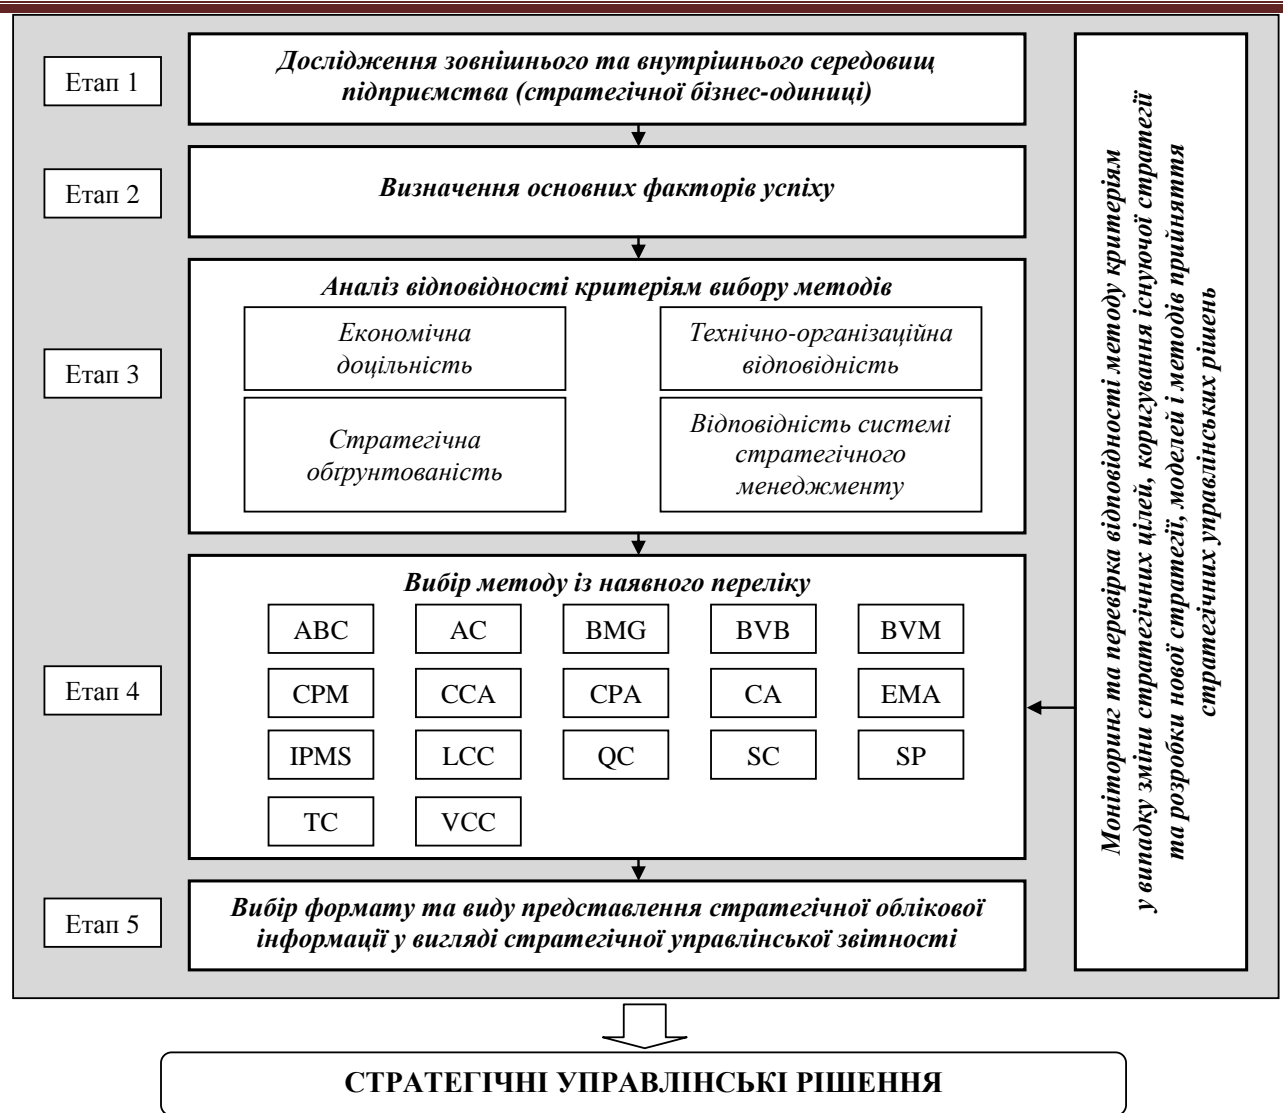 Етап 1
Дослідження зовнішнього та внутрішнього середовищ
підприємства (стратегічної бізнес-одиниці)
Етап 2
Визначення основних факторів успіху
Етап 3
Аналіз відповідності критеріям вибору методів
Економічна
доцільність
Технічно-організаційна
відповідність
Стратегічна
обґрунтованість
Відповідність системі
стратегічного
менеджменту
Етап 4
Вибір методу із наявного переліку
ABC AC BMG BVB BVM
CPM CCA CPA CA EMA
IPMS LCC QC SC SP
TC VCC
Етап 5
Вибір формату та виду представлення стратегічної облікової
інформації у вигляді стратегічної управлінської звітності
Моніторинг та перевірка відповідності методу критеріям
у випадку зміни стратегічних цілей, коригування існуючої стратегії
та розробки нової стратегії, моделей і методів прийняття
стратегічних управлінських рішень
СТРАТЕГІЧНІ УПРАВЛІНСЬКІ РІШЕННЯ